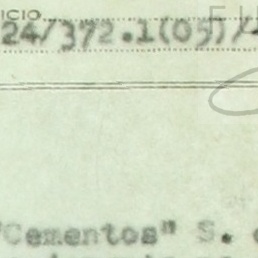 ICIO
24/372.1(05)/
"Cementos" S.